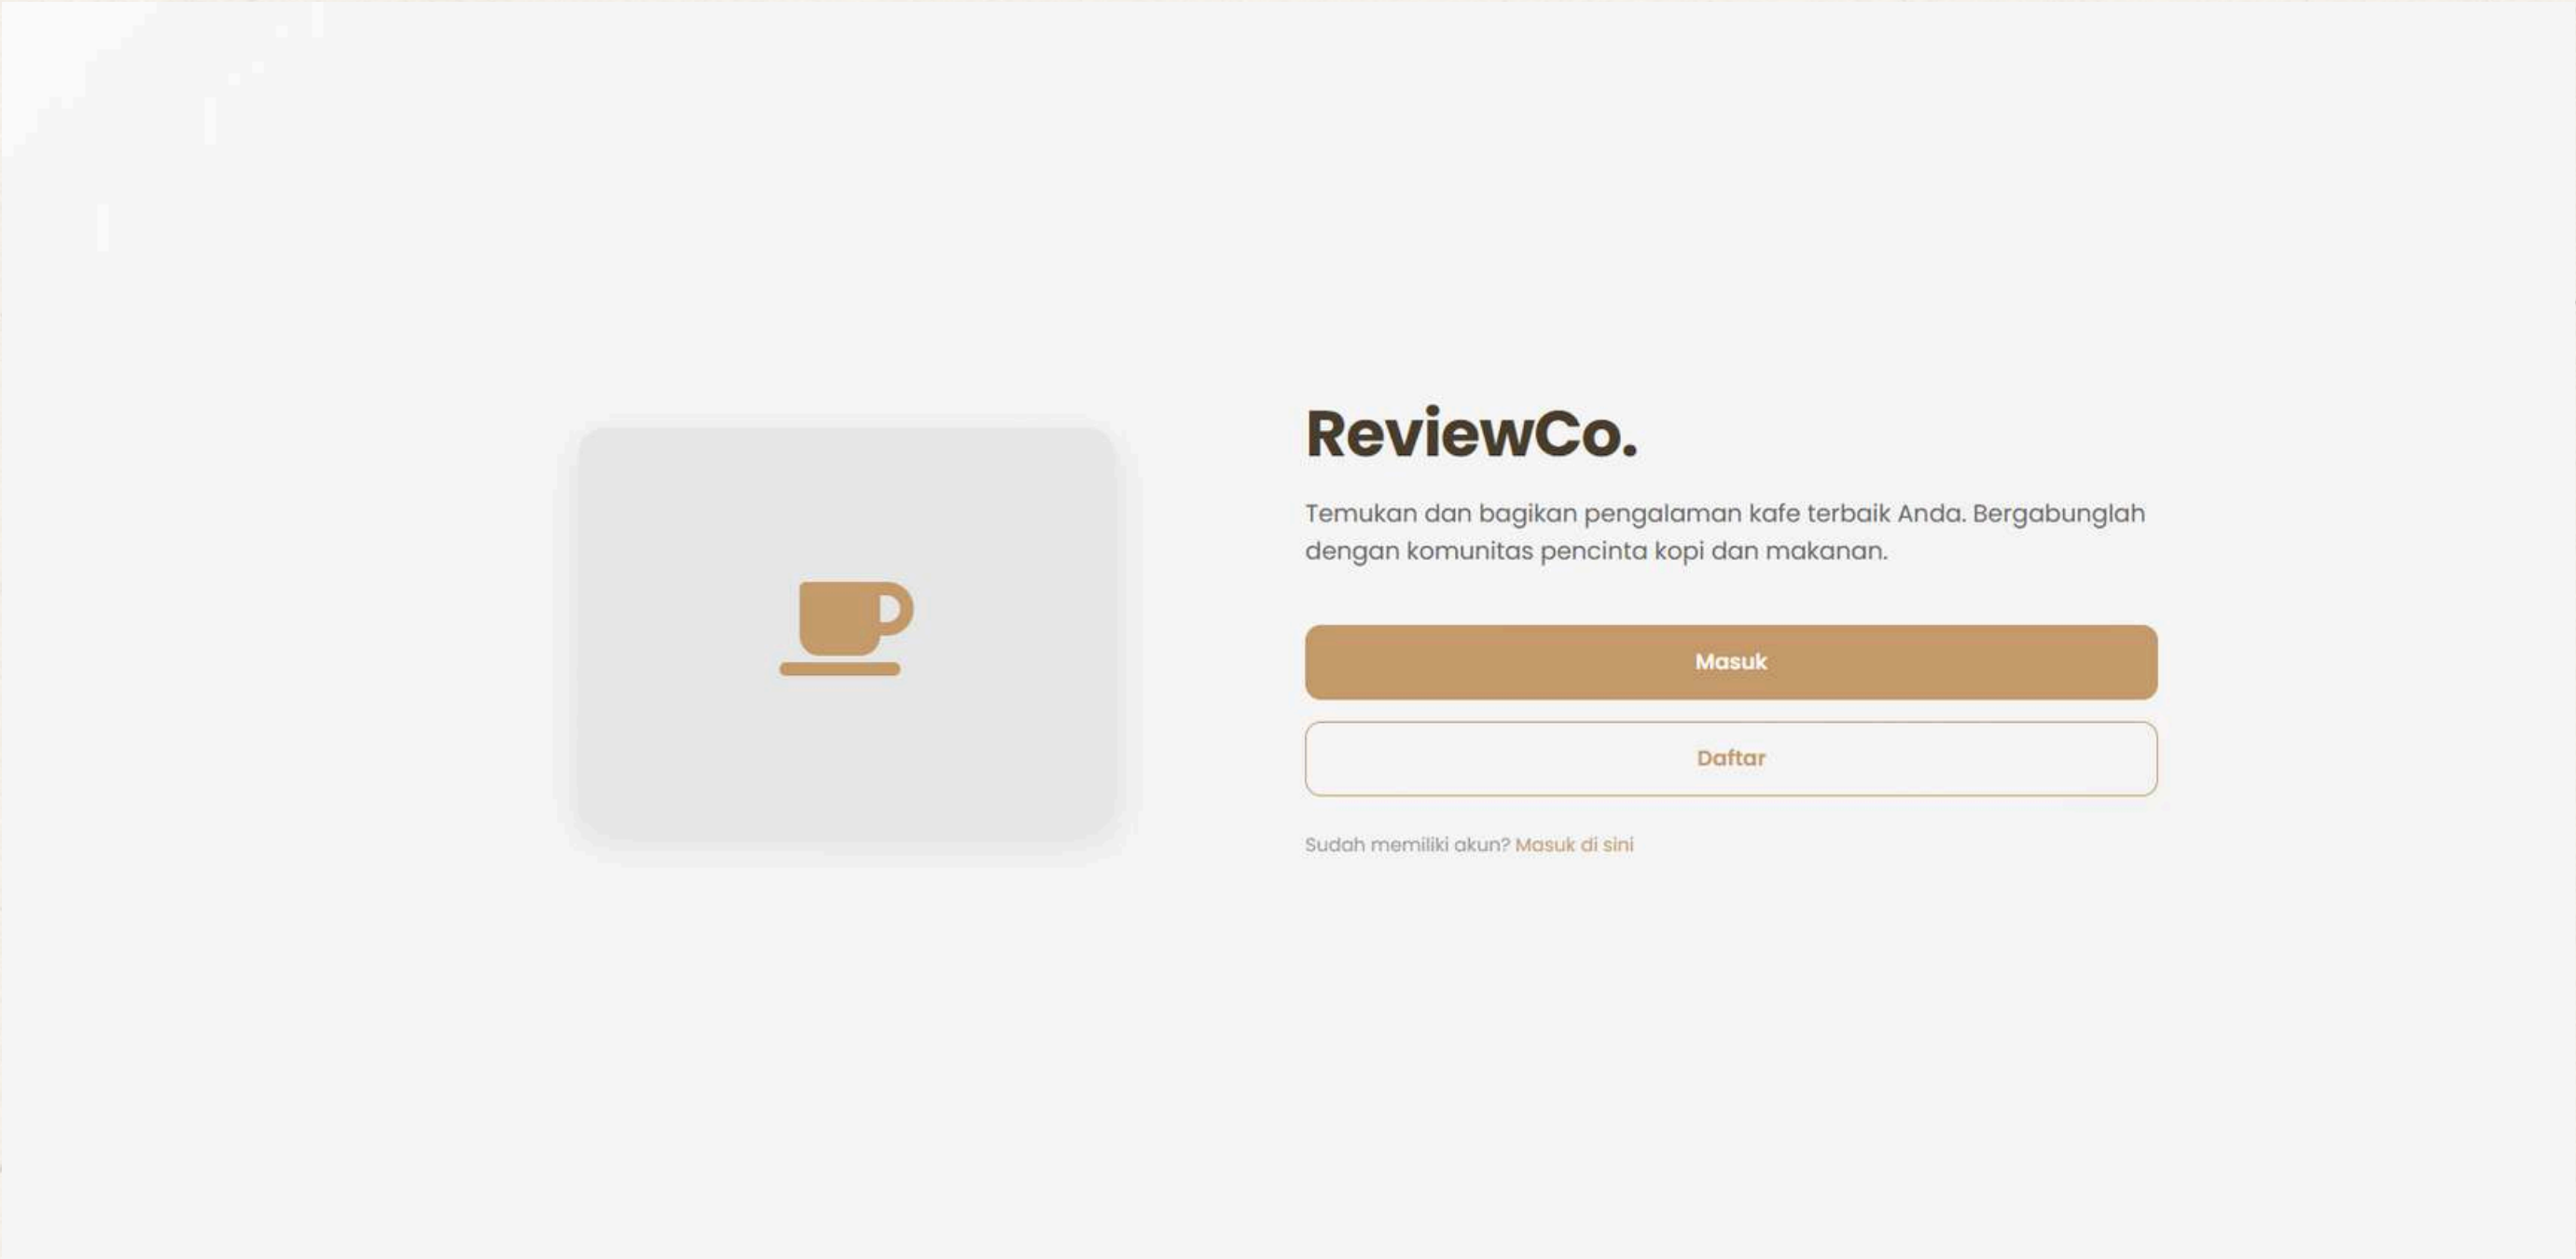 ReviewCo.
Temukan dan bagikan pengalaman kafe terbaik Anda. Bergabunglah
dengan komunitas pencinta kopi dan makanan.
Masuk
Daftar
Sudah memiliki akun? Masuk di sini